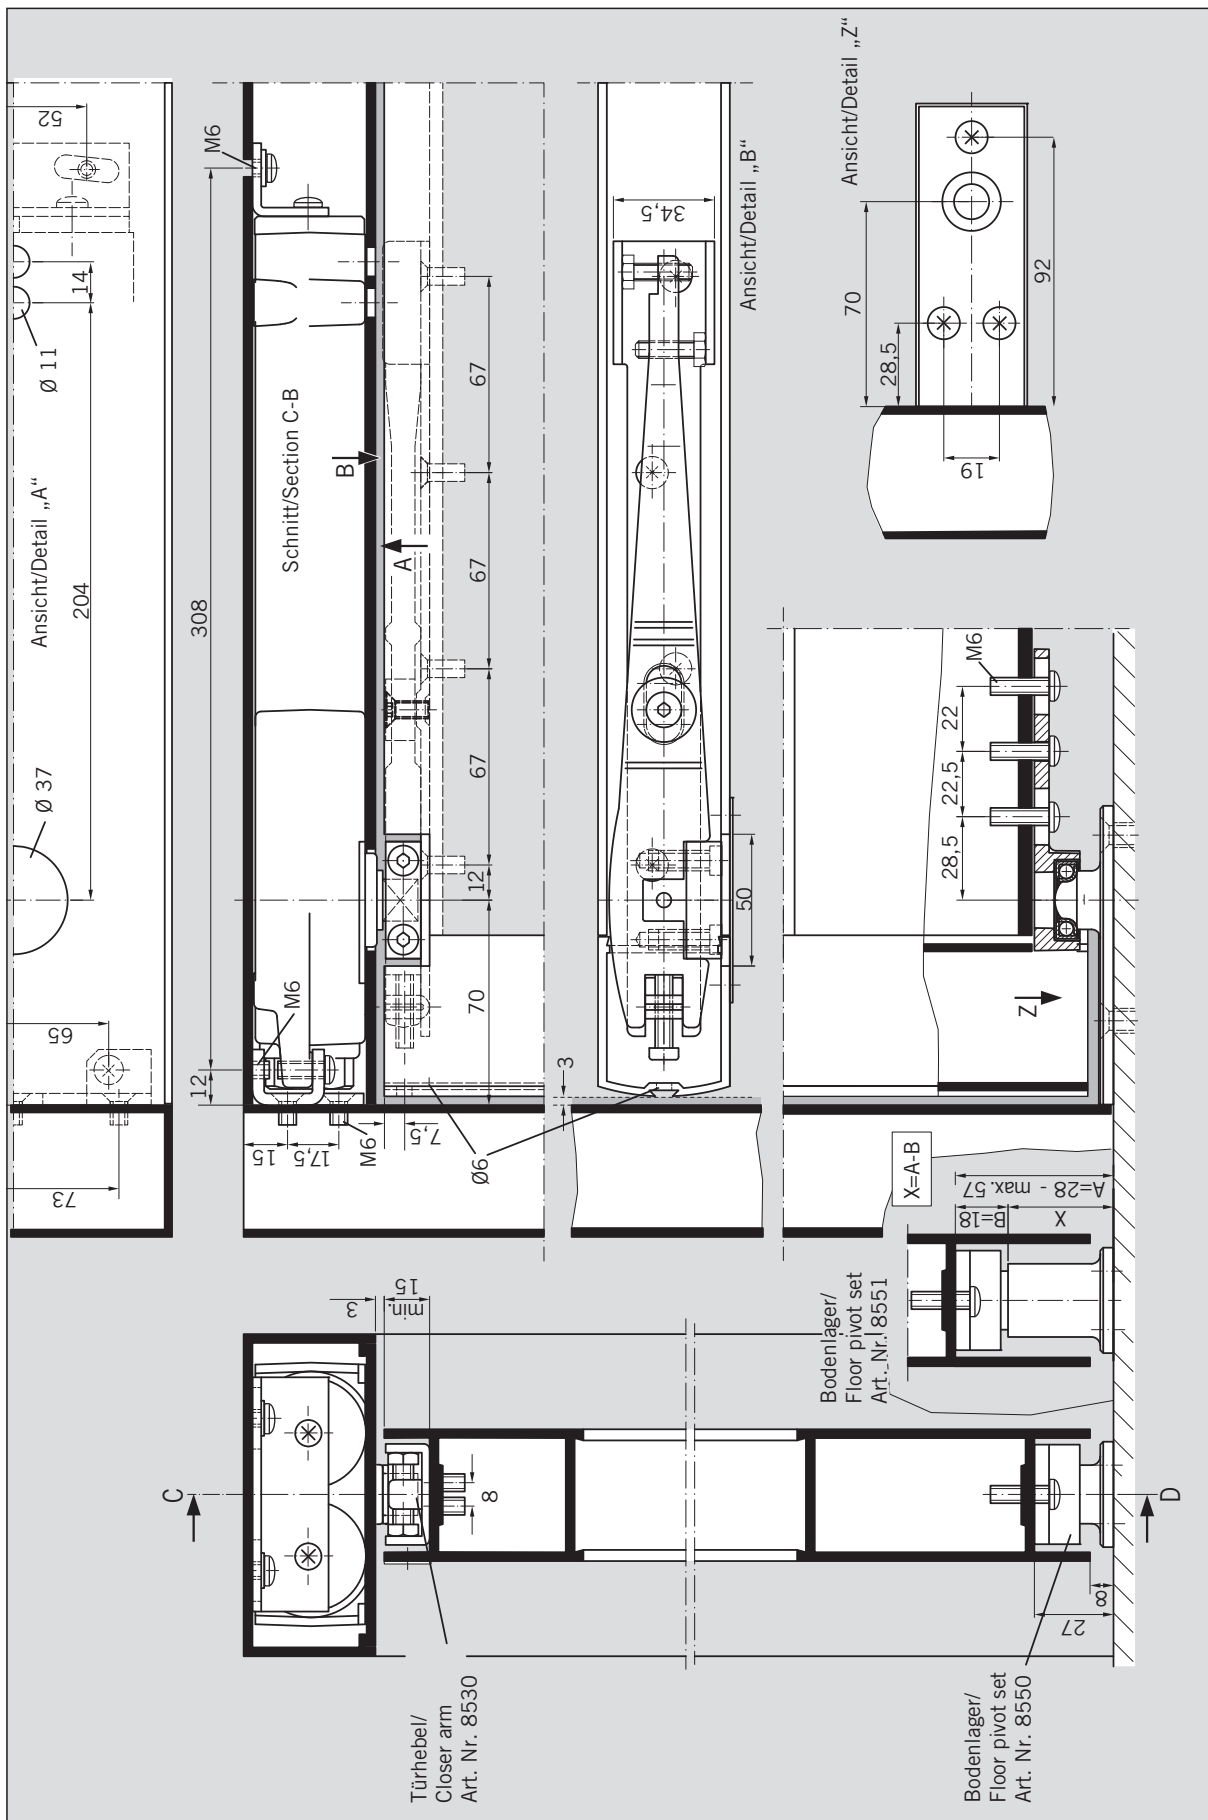 52
14
Ø 11
Ansicht/Detail „A“
204
Ø 37
65
73
M6
308
Schnitt/Section C-B
B
A
67
67
67
12
70
M6
12
15
17,5
M6
7,5
Ø6
3
34,5
Ansicht/Detail „B“
50
Ansicht/Detail „Z“
70
92
28,5
19
M6
22
22,5
28,5
Z
X=A-B
A=28 - max.57
B=18
X
Bodenlager/
Floor pivot set
Art. Nr. 8551
3
min.
15
C
8
D
8
27
Türhebel/
Closer arm
Art. Nr. 8530
Bodenlager/
Floor pivot set
Art. Nr. 8550